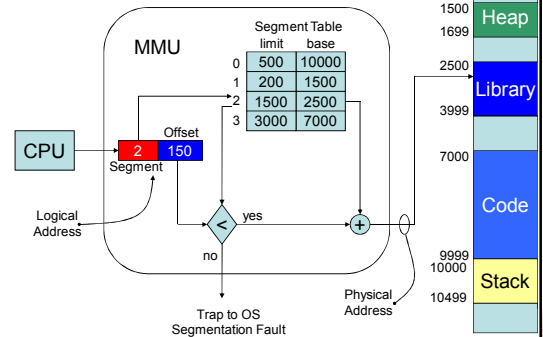 MMU
Segment Table
limit base
0 500 10000
1 200 1500
2 1500 2500
3 3000 7000
CPU
Offset
2 150
Segment
Logical
Address
<
yes
+
no
Trap to OS
Segmentation Fault
Physical
Address
1500
Heap
1699
2500
Library
3999
7000
Code
9999
10000
Stack
10499